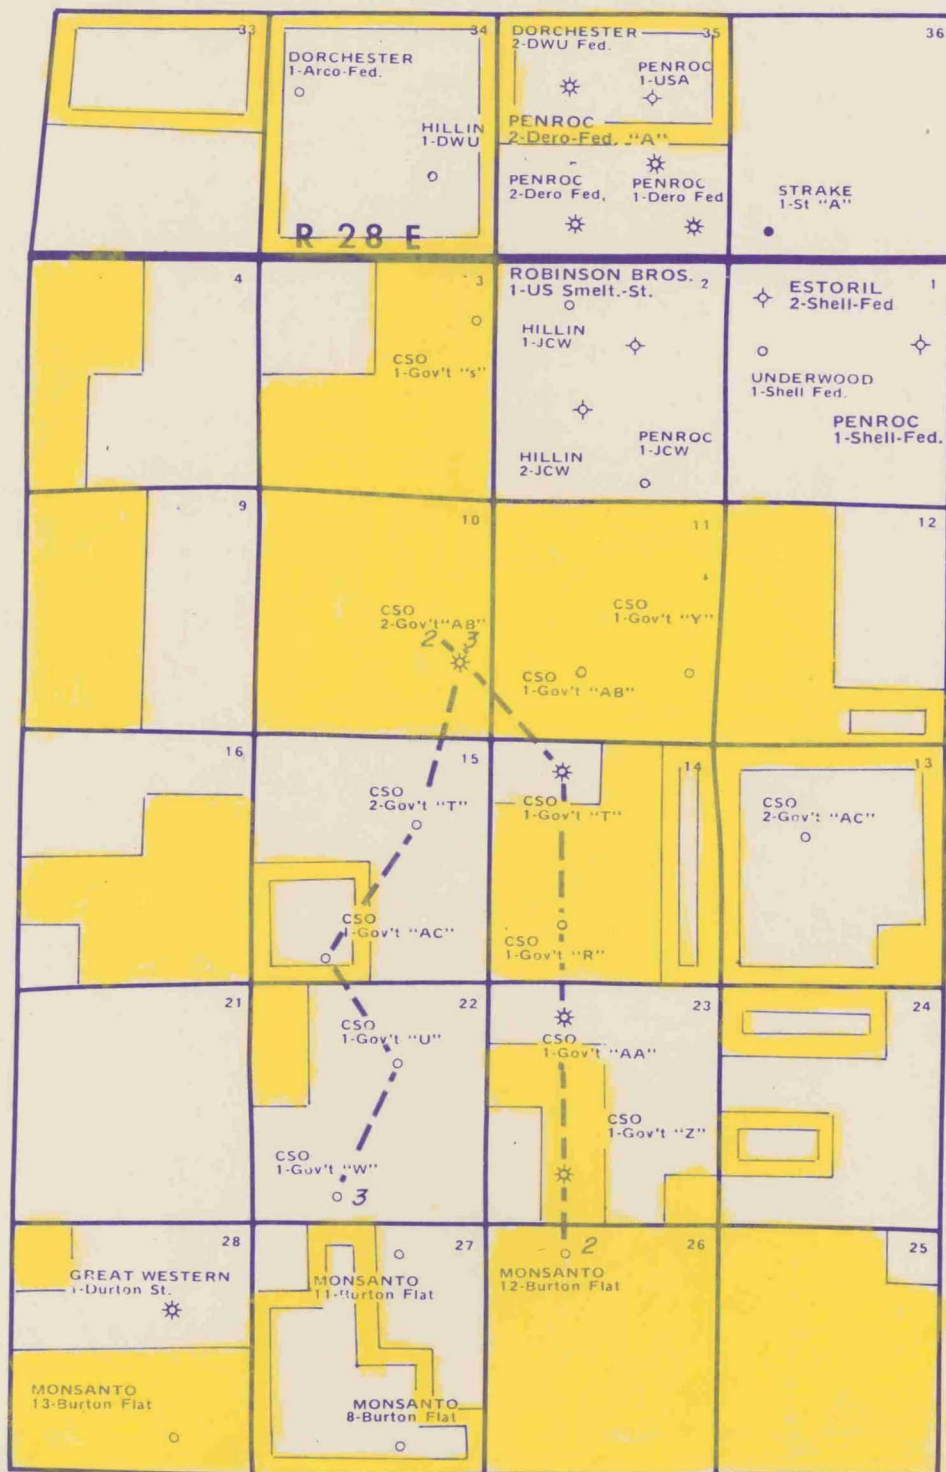 33
34
35
36
DORCHESTER
1-Arco-Fed.
HILLIN
1-DWU
DORCHESTER
2-DWU Fed.
PENROC
1-USA
PENROC
2-Dero-Fed. "A"
PENROC
2-Dero Fed,
PENROC
1-Dero Fed
STRAKE
1-St "A"
R 28 E
4
3
2
1
CSO
1-Gov't "s"
ROBINSON BROS.
1-US Smelt.-St.
HILLIN
1-JCW
HILLIN
2-JCW
PENROC
1-JCW
ESTORIL
2-Shell-Fed
UNDERWOOD
1-Shell Fed.
PENROC
1-Shell-Fed.
9
10
11
12
CSO
2-Gov't "AB"
2 3
CSO
1-Gov't "Y"
CSO
1-Gov't "AB"
16
15
14
13
CSO
2-Gov't "T"
CSO
1-Gov't "T"
CSO
2-Gov't "AC"
CSO
1-Gov't "AC"
CSO
1-Gov't "R"
21
22
23
24
CSO
1-Gov't "U"
CSO
1-Gov't "AA"
CSO
1-Gov't "Z"
CSO
1-Gov't "W"
3
28
27
26
25
GREAT WESTERN
1-Durton St.
MONSANTO
11-Burton Flat
2
MONSANTO
12-Burton Flat
MONSANTO
13-Burton Flat
MONSANTO
8-Burton Flat